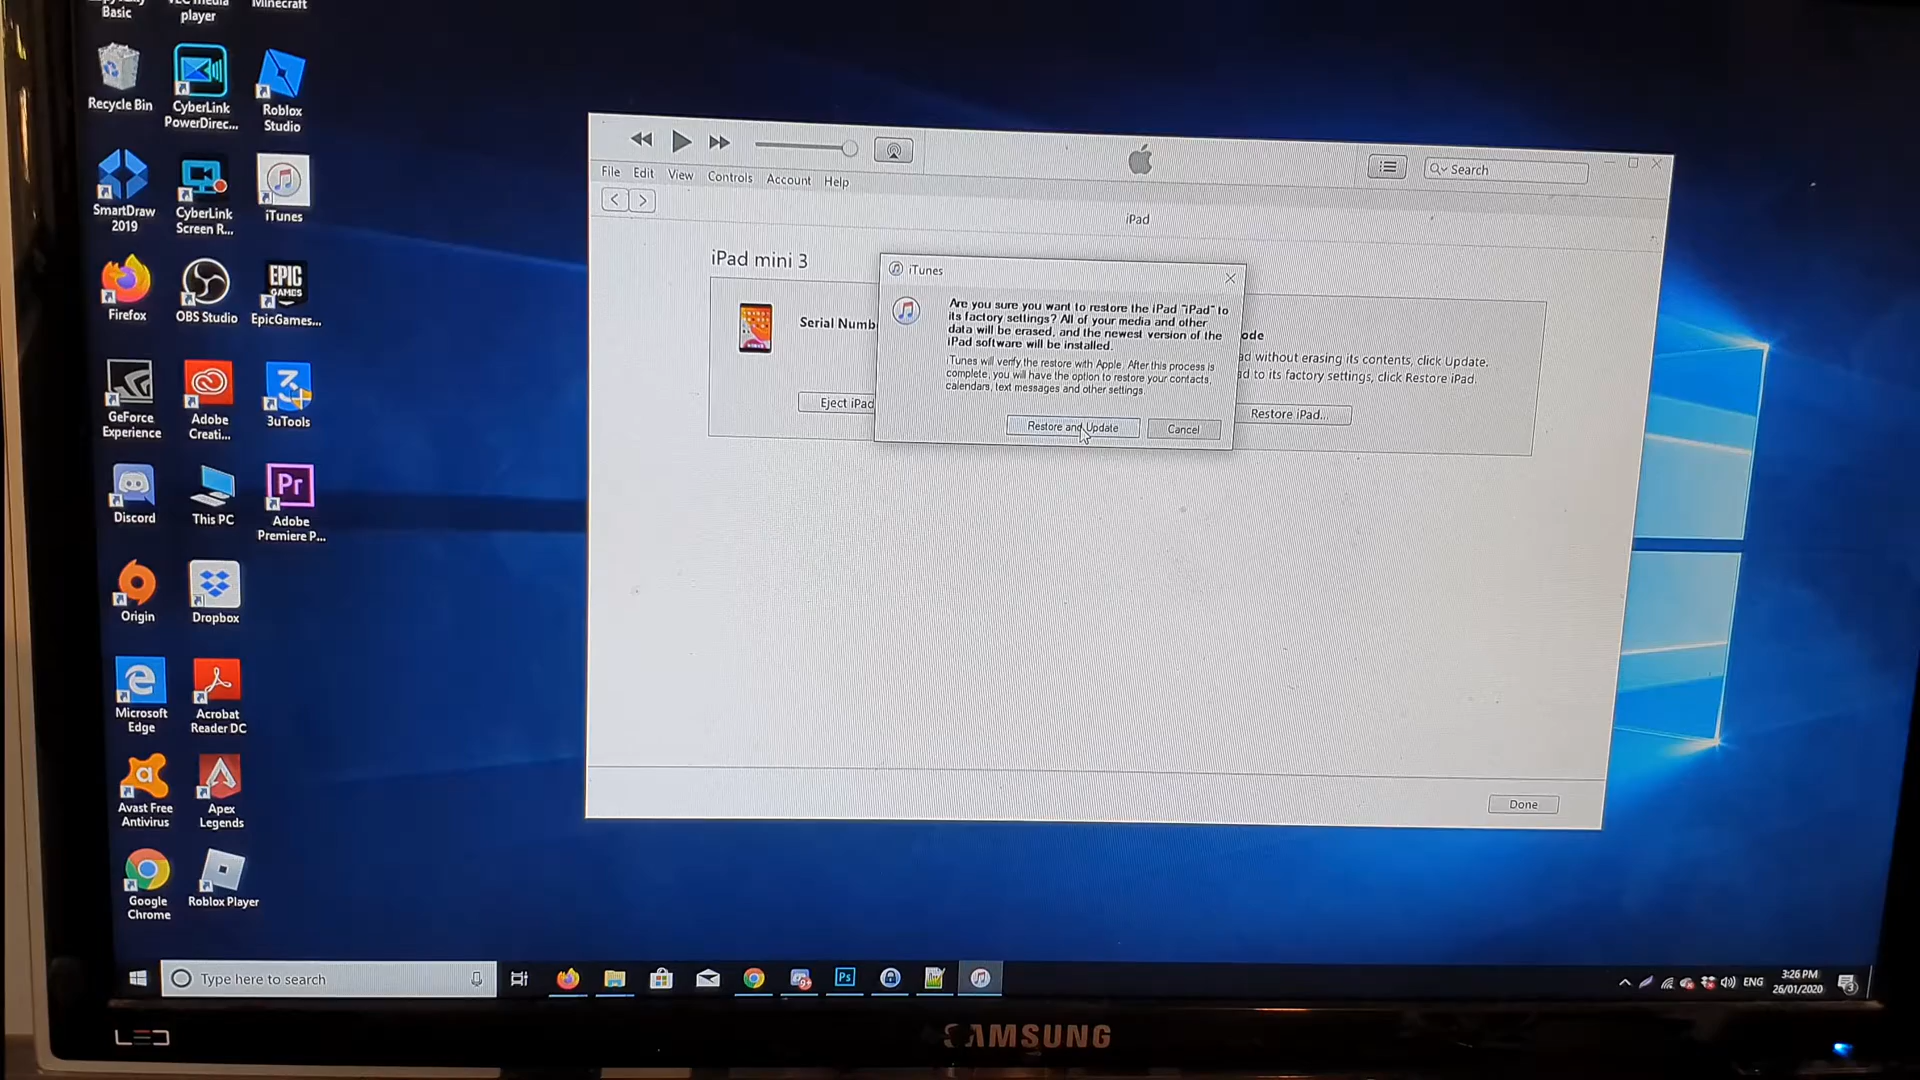 Basic
player
Minecraft
Recycle Bin
CyberLink
PowerDirec...
Roblox
Studio
SmartDraw
2019
CyberLink
Screen R...
iTunes
Firefox
OBS Studio
EPIC
GAMES
EpicGames...
GeForce
Experience
Adobe
Creati...
3uTools
Discord
This PC
Pr
Adobe
Premiere P...
Origin
Dropbox
Microsoft
Edge
Acrobat
Reader DC
Avast Free
Antivirus
Apex
Legends
Google
Chrome
Roblox Player
File Edit View Controls Account Help
Search
iPad
iPad mini 3
Serial Numb
Eject iPad
iTunes
Are you sure you want to restore the iPad "iPad" to
its factory settings? All of your media and other
data will be erased, and the newest version of the
iPad software will be installed.
iTunes will verify the restore with Apple. After this process is
complete, you will have the option to restore your contacts,
calendars, text messages and other settings.
Restore and Update
Cancel
ode
ad without erasing its contents, click Update.
ad to its factory settings, click Restore iPad.
Restore iPad...
Done
Type here to search
9+
Ps
ENG
3:26 PM
26/01/2020
3
LED
SAMSUNG